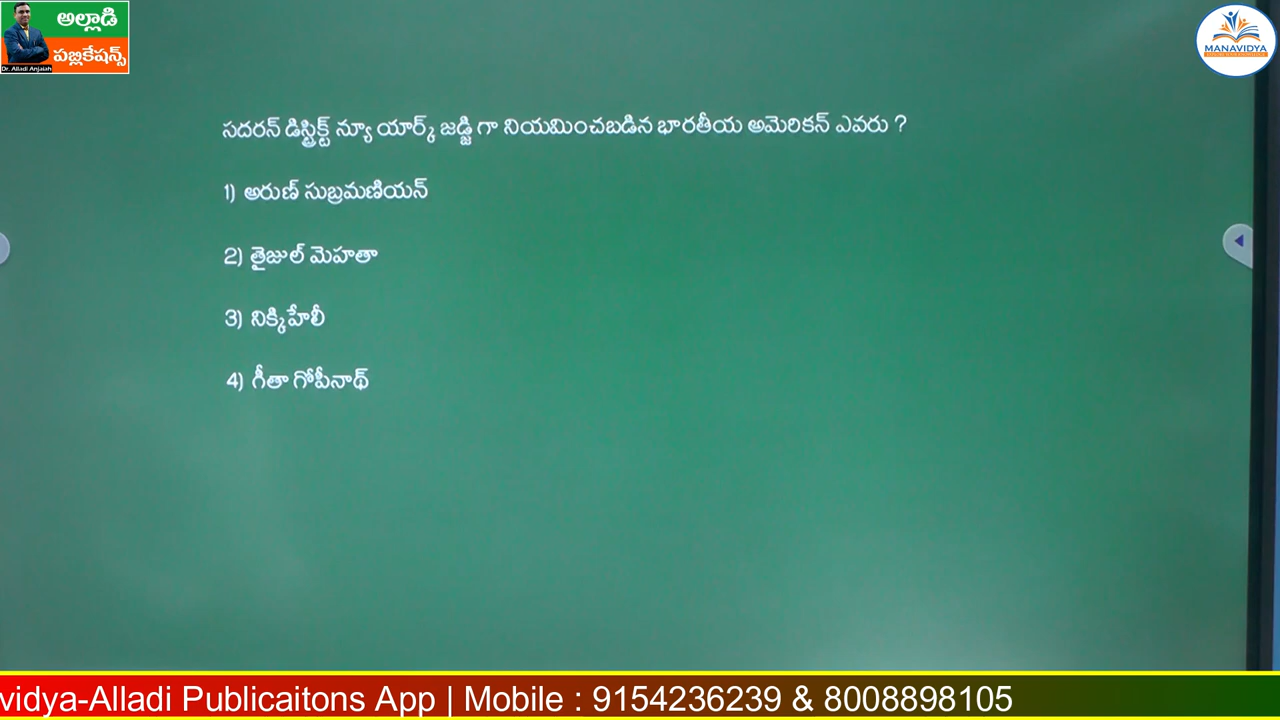 అల్లాడి
పబ్లికేషన్స్
Dr. Alladi Anjaiah
MANAVIDYA
సదరన్ డిస్ట్రిక్ట్ న్యూ యార్క్ జడ్జి గా నియమించబడిన భారతీయ అమెరికన్ ఎవరు ?
1) అరుణ్ సుబ్రమణియన్
2) తైజుల్ మెహతా
3) నిక్కిహేలీ
4) గీతా గోపీనాథ్
vidya-Alladi Publicaitons App | Mobile : 9154236239 & 8008898105